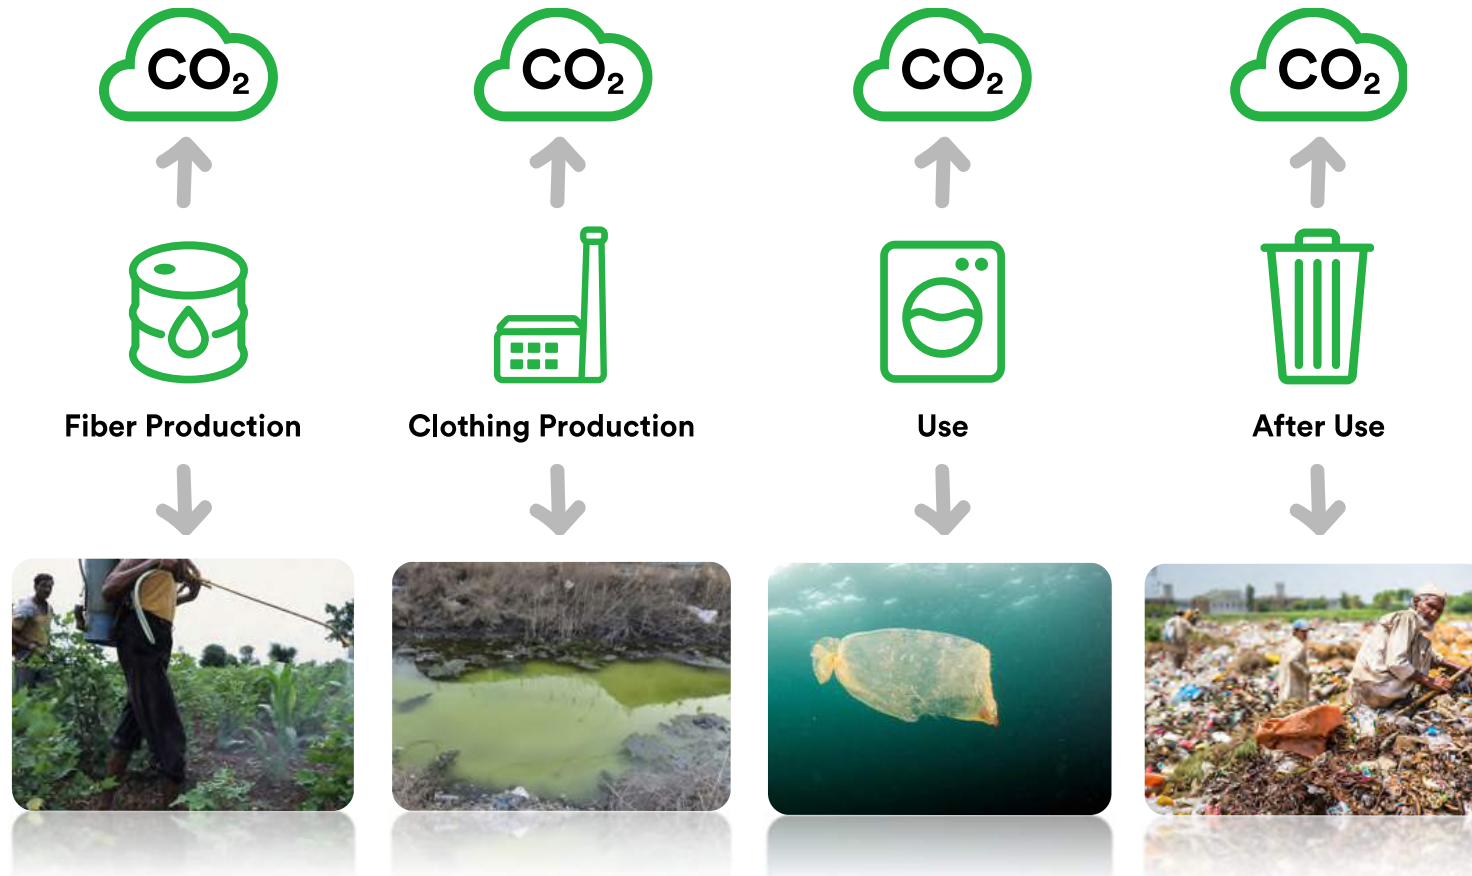 CO₂ CO₂ CO₂ CO₂
Fiber Production Clothing Production Use After Use